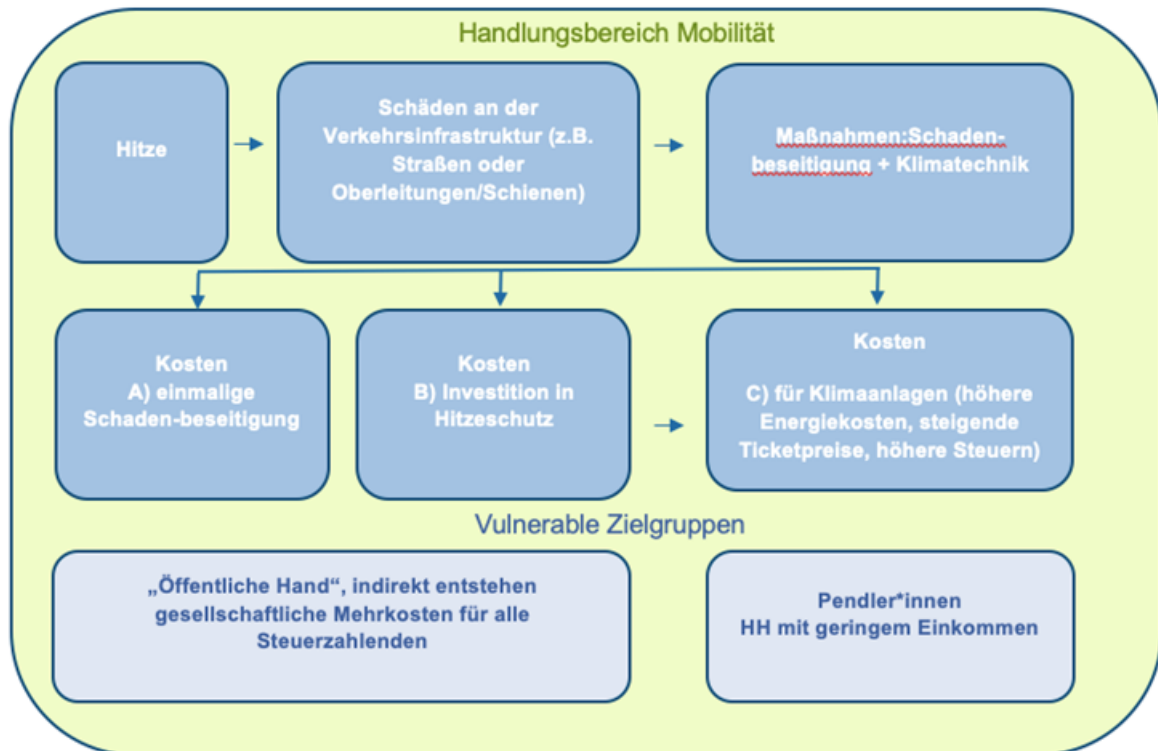 Handlungsbereich Mobilität
Hitze
Schäden an der
Verkehrsinfrastruktur (z.B.
Straßen oder
Oberleitungen/Schienen)
Maßnahmen:Schaden-
beseitigung + Klimatechnik
Kosten
A) einmalige
Schaden-beseitigung
Kosten
B) Investition in
Hitzeschutz
Kosten
C) für Klimaanlagen (höhere
Energiekosten, steigende
Ticketpreise, höhere Steuern)
Vulnerable Zielgruppen
„Öffentliche Hand“, indirekt entstehen
gesellschaftliche Mehrkosten für alle
Steuerzahlenden
Pendler*innen
HH mit geringem Einkommen